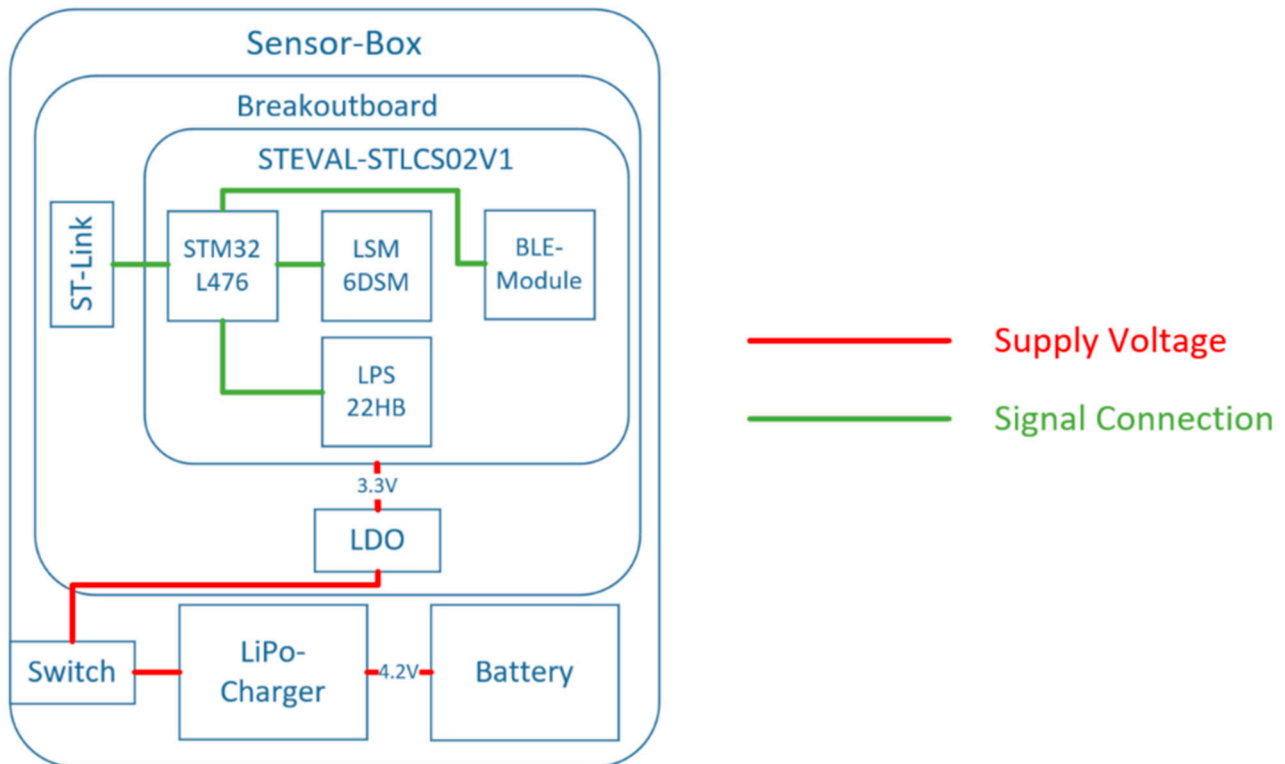 Sensor-Box
Breakoutboard
STEVAL-STLCS02V1
ST-Link
STM32
L476
LSM
6DSM
BLE-
Module
LPS
22HB
3.3V
LDO
Switch
LiPo-
Charger
4.2V
Battery
Supply Voltage
Signal Connection